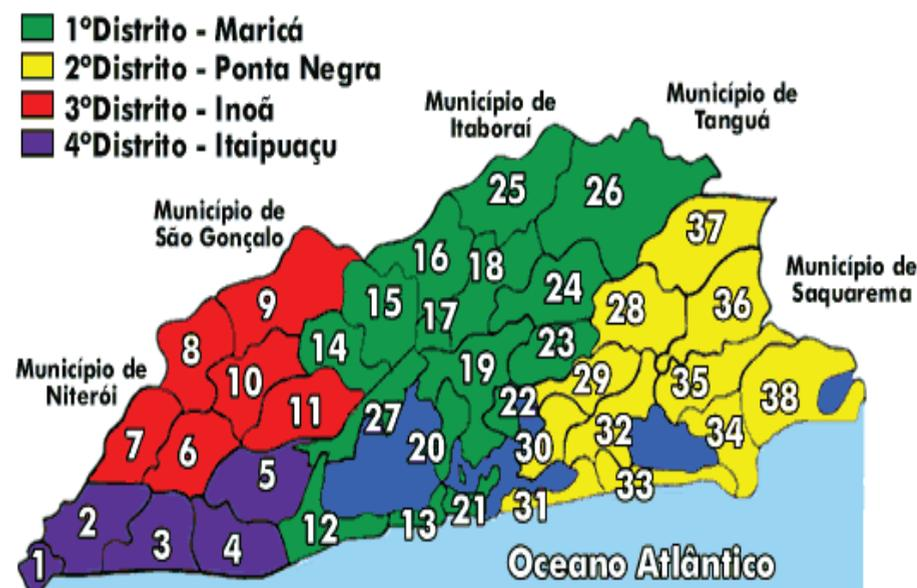 1ºDistrito - Maricá
2ºDistrito - Ponta Negra
3ºDistrito - Inoã
4ºDistrito - Itaipuaçu
Município de
Itaboraí
Município de
Tanguá
Município de
São Gonçalo
Município de
Saquarema
Município de
Niterói
25
26
37
16
18
9
15
24
28
36
17
14
23
8
19
10
29
35
38
11
22
27
7
6
20
30
32
34
5
33
2
21
31
12
13
3
4
1
Oceano Atlântico